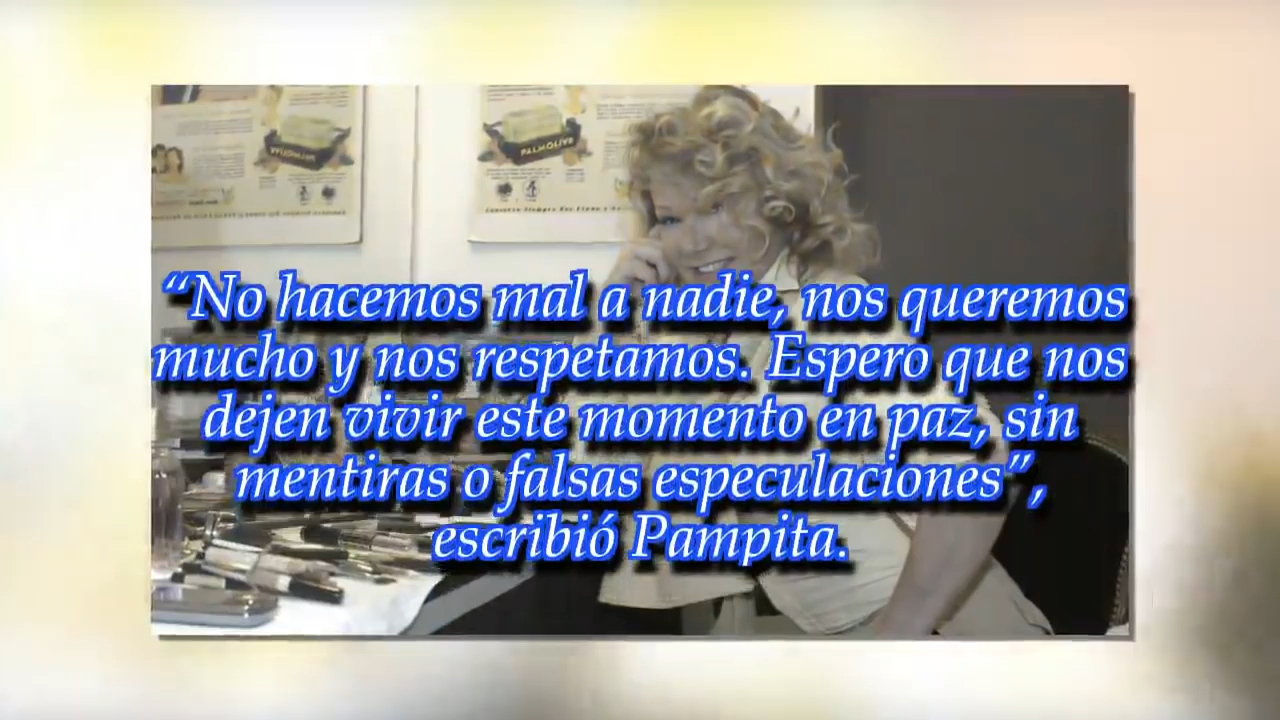 PALMOLIVE
“No hacemos mal a nadie, nos queremos
mucho y nos respetamos. Espero que nos
dejen vivir este momento en paz, sin
mentiras o falsas especulaciones”,
escribió Pampita.